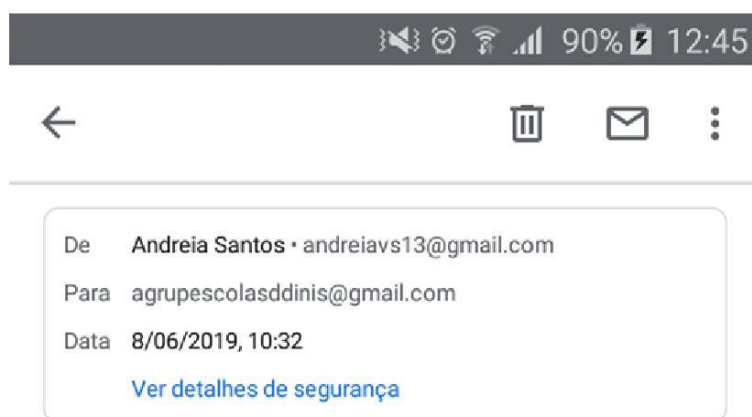 90% 12:45
De Andreia Santos • andreiavs13@gmail.com
Para agrupescolasddinis@gmail.com
Data 8/06/2019, 10:32
Ver detalhes de segurança